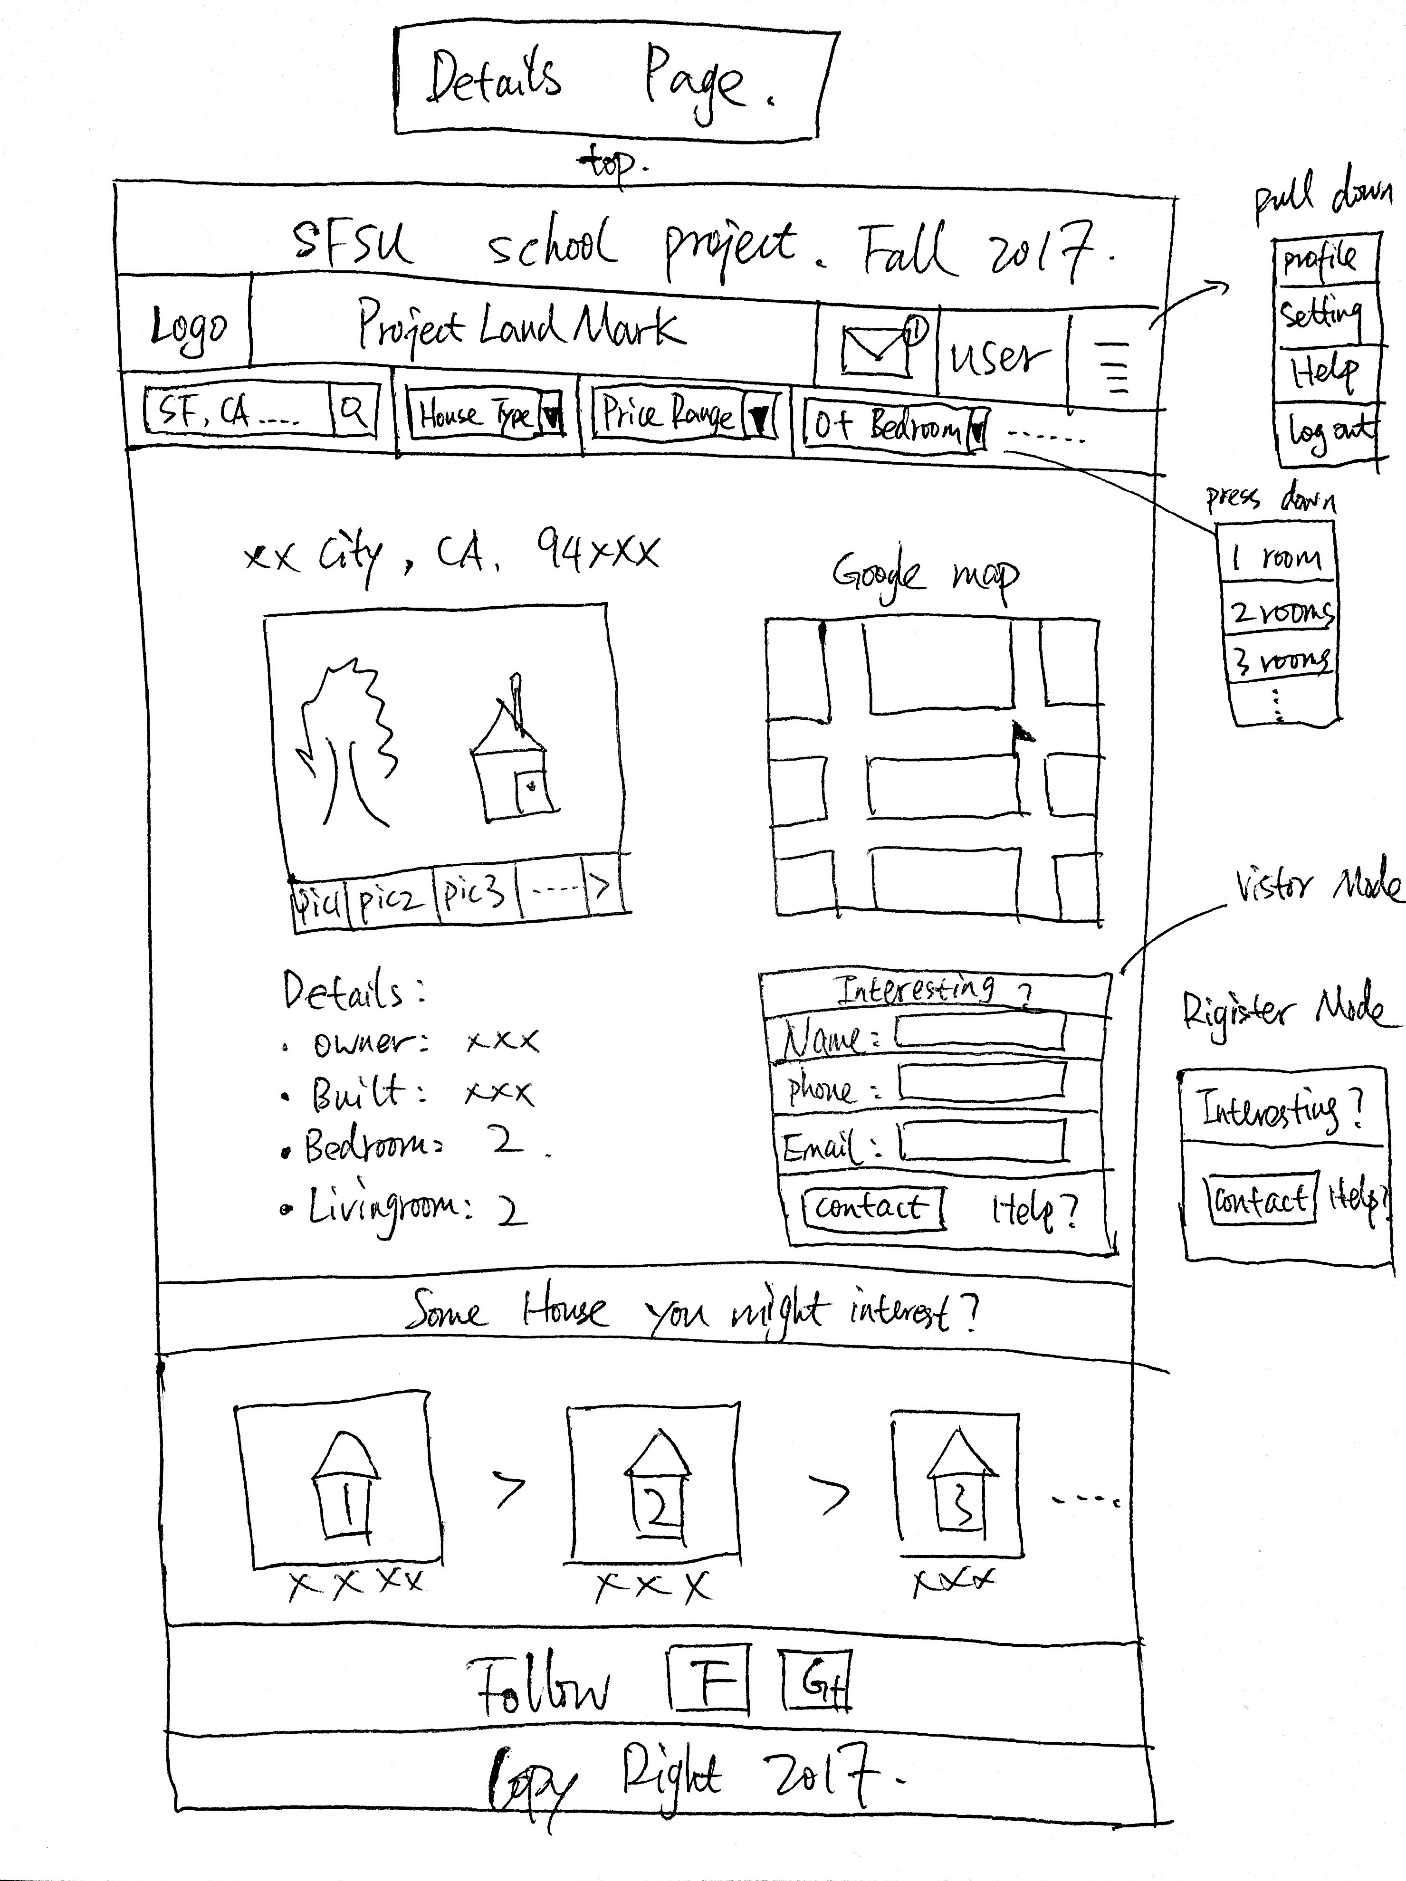 Details Page.
top.
SFSU school project. Fall 2017.
Logo
Project LandMark
1
user
pull down
profile
Setting
Help
log out
SF, CA ....
House Type
Price Range
0+ Bedroom
......
press down
1 room
2 rooms
3 rooms
xx City, CA. 94xxx
Google map
pic1 pic2 pic3 ..... >
Vistor Mode
Details:
• owner: xxx
• Built: xxx
• Bedroom: 2.
• Livingroom: 2
Interesting?
Name:
phone:
Email:
contact Help?
Rigister Mode
Interesting?
contact Help?
Some House you might interest?
1 > 2 > 3 ....
xxxx xxx xxx
Follow F G+
Copy Right 2017.